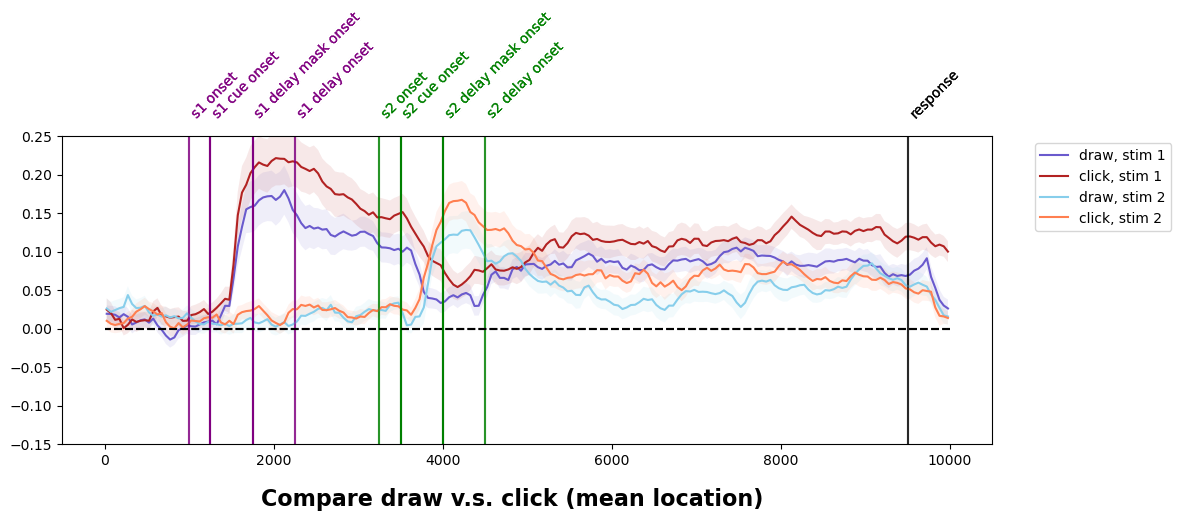 s1 onset
s1 cue onset
s1 delay mask onset
s1 delay onset
s2 onset
s2 cue onset
s2 delay mask onset
s2 delay onset
response
0.25
0.20
0.15
0.10
0.05
0.00
−0.05
−0.10
−0.15
0
2000
4000
6000
8000
10000
draw, stim 1
click, stim 1
draw, stim 2
click, stim 2
Compare draw v.s. click (mean location)